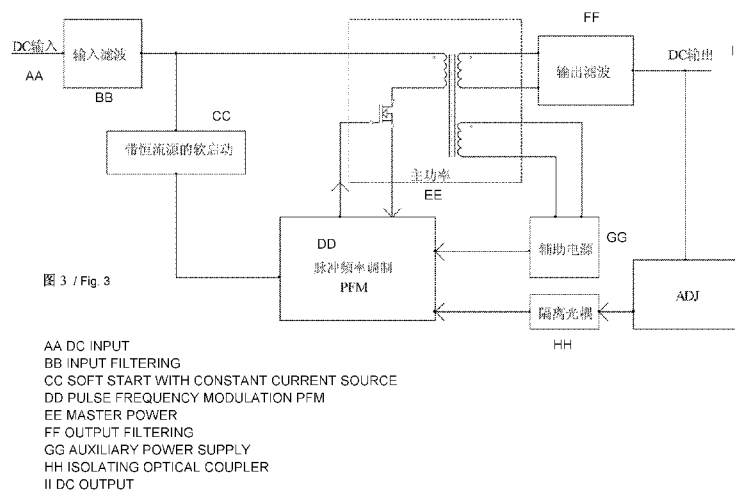 FF
DC输入
输入滤波
输出滤波
DC输出
I
AA
BB
CC
带恒流源的软启动
主功率
EE
DD
脉冲频率调制
PFM
辅助电源
GG
图 3 / Fig. 3
隔离光耦
ADJ
HH
AA DC INPUT
BB INPUT FILTERING
CC SOFT START WITH CONSTANT CURRENT SOURCE
DD PULSE FREQUENCY MODULATION PFM
EE MASTER POWER
FF OUTPUT FILTERING
GG AUXILIARY POWER SUPPLY
HH ISOLATING OPTICAL COUPLER
II DC OUTPUT